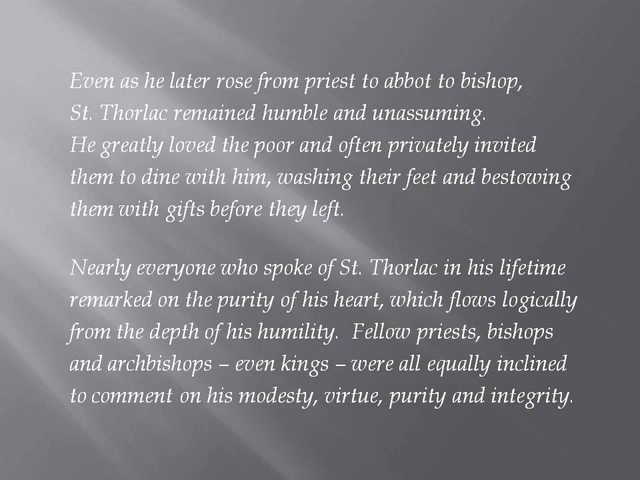 Even as he later rose from priest to abbot to bishop,
St. Thorlac remained humble and unassuming.
He greatly loved the poor and often privately invited
them to dine with him, washing their feet and bestowing
them with gifts before they left.
Nearly everyone who spoke of St. Thorlac in his lifetime
remarked on the purity of his heart, which flows logically
from the depth of his humility.  Fellow priests, bishops
and archbishops – even kings – were all equally inclined
to comment on his modesty, virtue, purity and integrity.